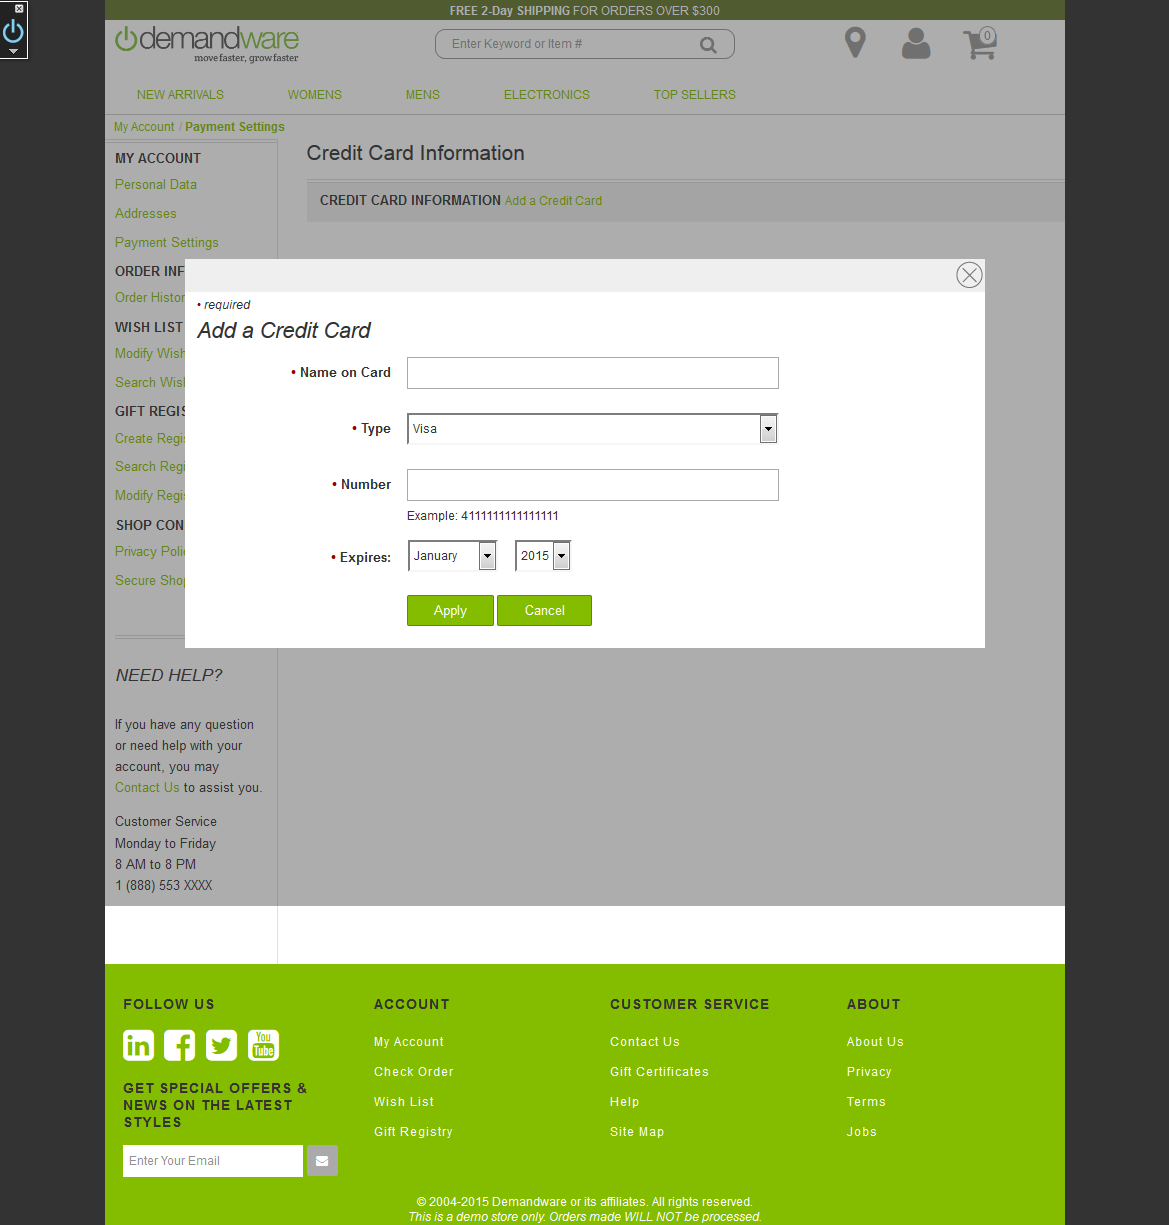 FREE 2-Day SHIPPING FOR ORDERS OVER $300
demandware
move faster, grow faster
Enter Keyword or Item #
0
NEW ARRIVALS WOMENS MENS ELECTRONICS TOP SELLERS
My Account / Payment Settings
MY ACCOUNT
Personal Data
Addresses
Payment Settings
ORDER INF
Order Histor
WISH LIST
Modify Wish
Search Wis
GIFT REGIS
Create Regi
Search Regi
Modify Regi
SHOP CON
Privacy Poli
Secure Sho
NEED HELP?
If you have any question
or need help with your
account, you may
Contact Us to assist you.
Customer Service
Monday to Friday
8 AM to 8 PM
1 (888) 553 XXXX
Credit Card Information
CREDIT CARD INFORMATION Add a Credit Card
• required
Add a Credit Card
• Name on Card
• Type Visa
• Number
Example: 4111111111111111
• Expires: January 2015
Apply Cancel
FOLLOW US
in f You Tube
GET SPECIAL OFFERS &
NEWS ON THE LATEST
STYLES
Enter Your Email
ACCOUNT
My Account
Check Order
Wish List
Gift Registry
CUSTOMER SERVICE
Contact Us
Gift Certificates
Help
Site Map
ABOUT
About Us
Privacy
Terms
Jobs
© 2004-2015 Demandware or its affiliates. All rights reserved.
This is a demo store only. Orders made WILL NOT be processed.